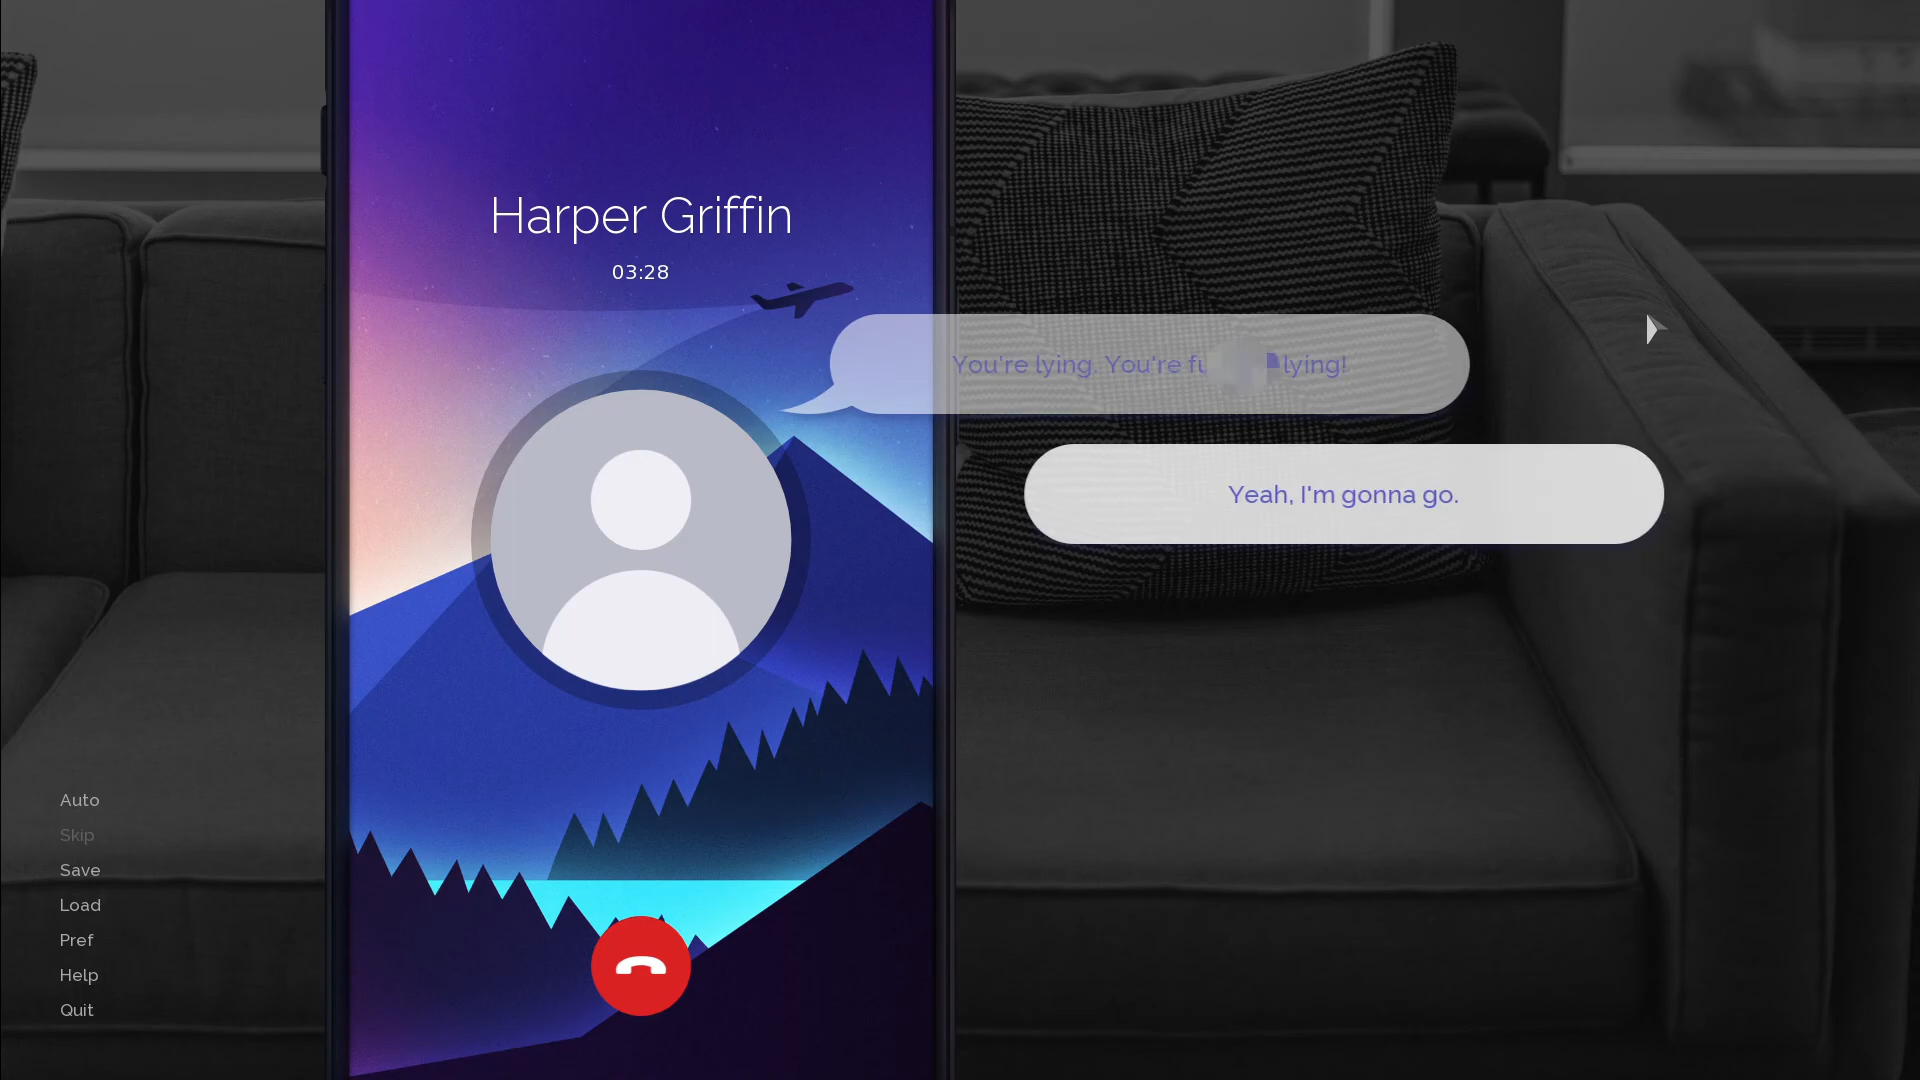 Harper Griffin
03:28
You're lying. You're lying!
Yeah, I'm gonna go.
Auto
Skip
Save
Load
Pref
Help
Quit